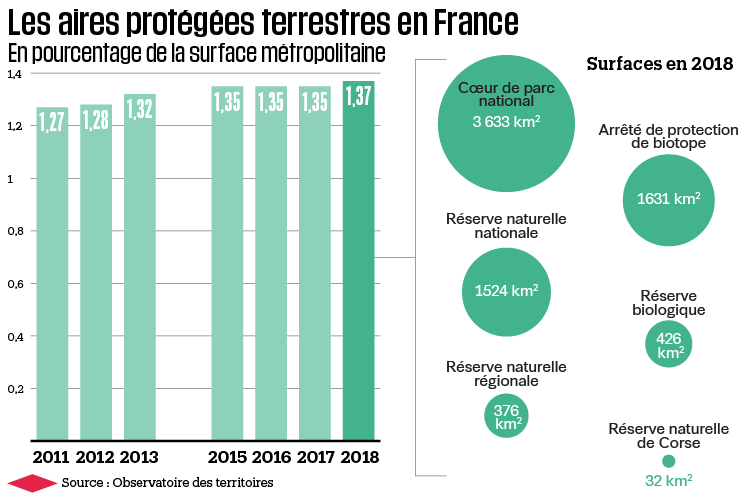 Les aires protégées terrestres en France
En pourcentage de la surface métropolitaine
1,4
1,2
1
0,8
0,6
0,4
0,2
1,27
1,28
1,32
1,35
1,35
1,35
1,37
2011 2012 2013 2015 2016 2017 2018
Source : Observatoire des territoires
Surfaces en 2018
Cœur de parc
national
3 633 km²
Arrêté de protection
de biotope
1631 km²
Réserve naturelle
nationale
1524 km²
Réserve
biologique
426
km²
Réserve naturelle
régionale
376
km²
Réserve naturelle
de Corse
32 km²